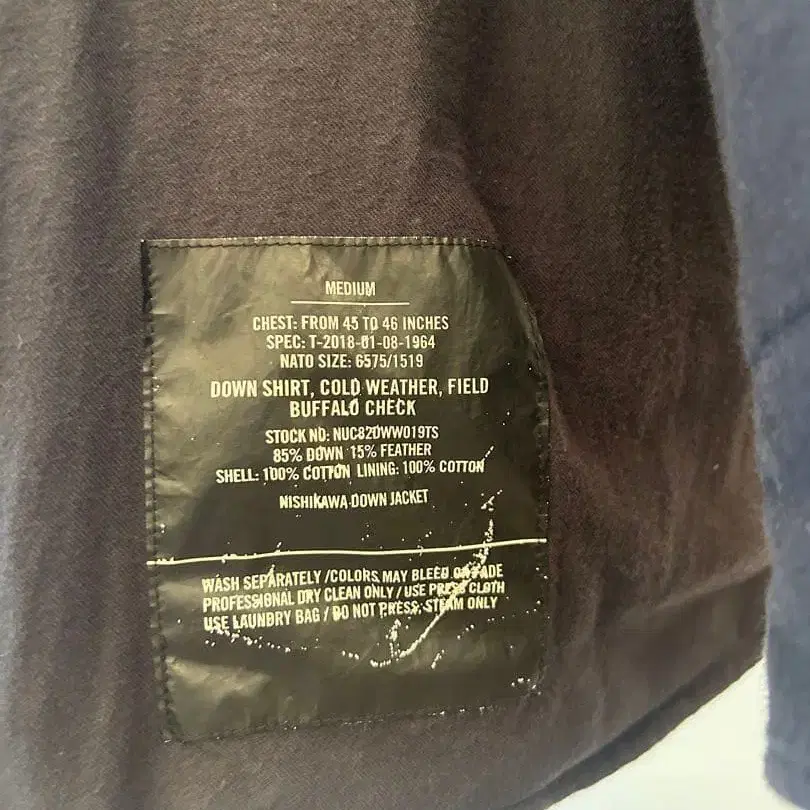 MEDIUM
CHEST: FROM 45 TO 46 INCHES
SPEC: T-2018-01-08-1964
NATO SIZE: 6575/1519
DOWN SHIRT, COLD WEATHER, FIELD
BUFFALO CHECK
STOCK NO: NUC82DWW019TS
85% DOWN 15% FEATHER
SHELL: 100% COTTON LINING: 100% COTTON
NISHIKAWA DOWN JACKET
WASH SEPARATELY /COLORS MAY BLEED OR FADE
PROFESSIONAL DRY CLEAN ONLY / USE PRESS CLOTH
USE LAUNDRY BAG / DO NOT PRESS, STEAM ONLY